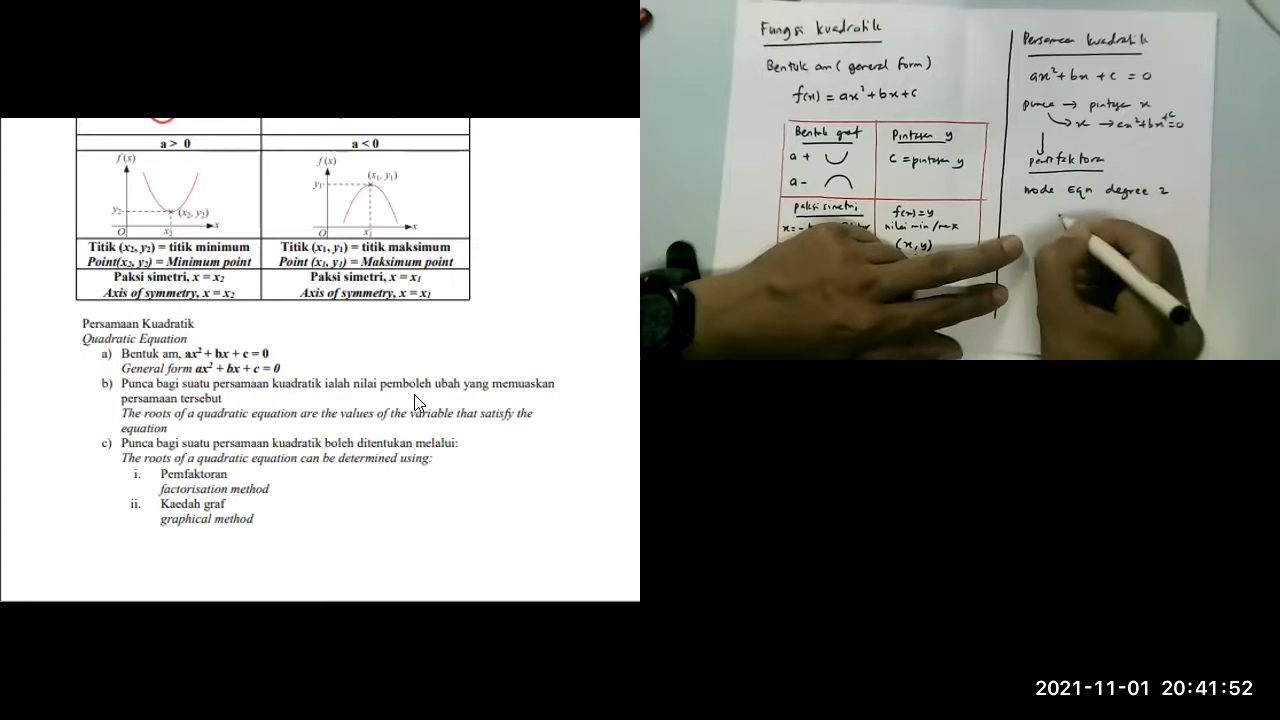 a > 0
a < 0
f(x)
y₂
(x₂, y₂)
O
x₂
x
f(x)
y₁
(x₁, y₁)
O
x₁
x
Titik (x₂, y₂) = titik minimum
Point(x₂, y₂) = Minimum point
Titik (x₁, y₁) = titik maksimum
Point (x₁, y₁) = Maksimum point
Paksi simetri, x = x₂
Axis of symmetry, x = x₂
Paksi simetri, x = x₁
Axis of symmetry, x = x₁
Persamaan Kuadratik
Quadratic Equation
a) Bentuk am, ax² + bx + c = 0
General form ax² + bx + c = 0
b) Punca bagi suatu persamaan kuadratik ialah nilai pemboleh ubah yang memuaskan
persamaan tersebut
The roots of a quadratic equation are the values of the variable that satisfy the
equation
c) Punca bagi suatu persamaan kuadratik boleh ditentukan melalui:
The roots of a quadratic equation can be determined using:
i. Pemfaktoran
factorisation method
ii. Kaedah graf
graphical method
Fungsi kuadratik
Bentuk am (general form)
f(x) = ax² + bx + c
Bentuk graf
a +
a -
Pintasan y
c = pintasan y
paksi simetri
x = -
f(x) = y
nilai min/max
(x, y)
Persamaan kuadratik
ax² + bx + c = 0
punca → pintasan x
→ x → ax² + bx + c = 0
pemfaktoran
mode Eqn degree 2
2021-11-01 20:41:52